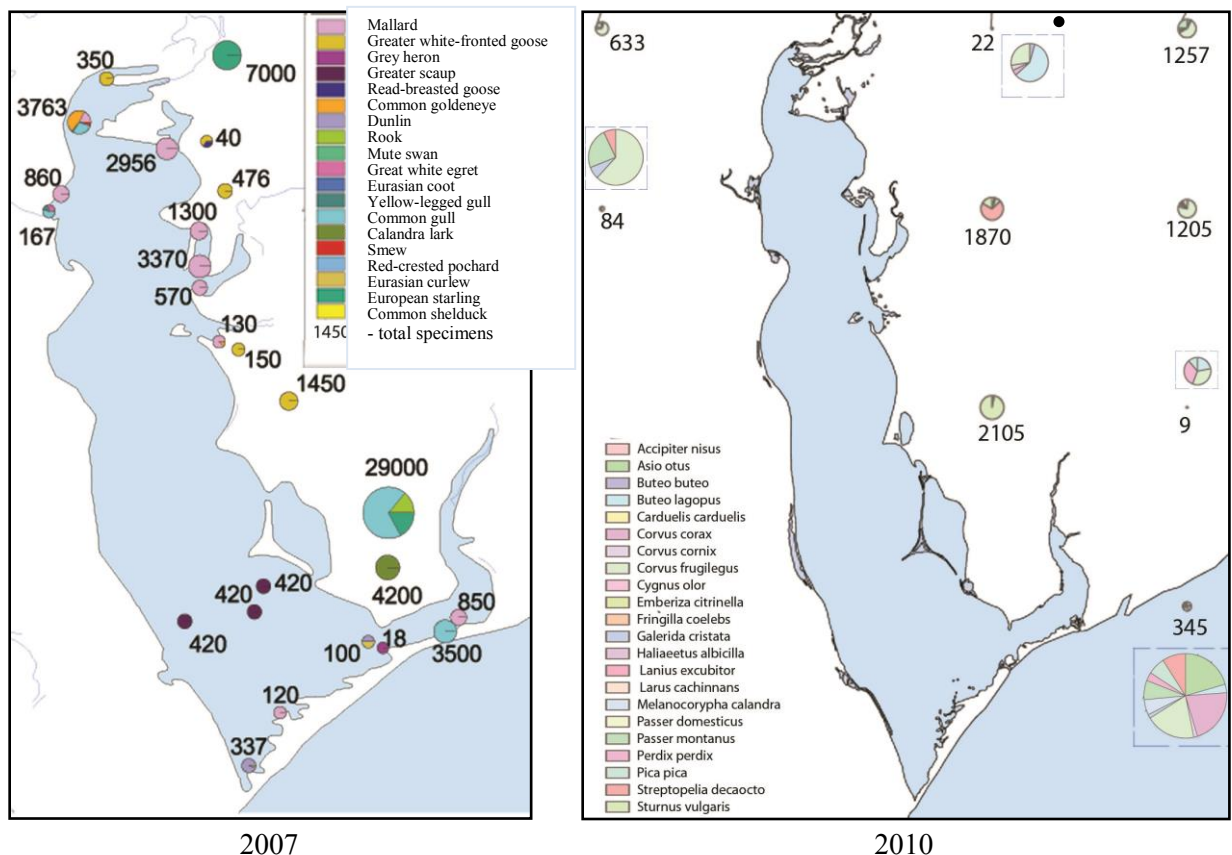 Mallard
Greater white-fronted goose
Grey heron
Greater scaup
Read-breasted goose
Common goldeneye
Dunlin
Rook
Mute swan
Great white egret
Eurasian coot
Yellow-legged gull
Common gull
Calandra lark
Smew
Red-crested pochard
Eurasian curlew
European starling
Common shelduck
1450 - total specimens
350
7000
3763
40
2956
860
476
167
1300
3370
570
130
150
1450
29000
4200
420
420
420
850
3500
100
18
120
337
2007
633
22
1257
84
1870
1205
2105
9
345
Accipiter nisus
Asio otus
Buteo buteo
Buteo lagopus
Carduelis carduelis
Corvus corax
Corvus cornix
Corvus frugilegus
Cygnus olor
Emberiza citrinella
Fringilla coelebs
Galerida cristata
Haliaeetus albicilla
Lanius excubitor
Larus cachinnans
Melanocorypha calandra
Passer domesticus
Passer montanus
Perdix perdix
Pica pica
Streptopelia decaocto
Sturnus vulgaris
2010